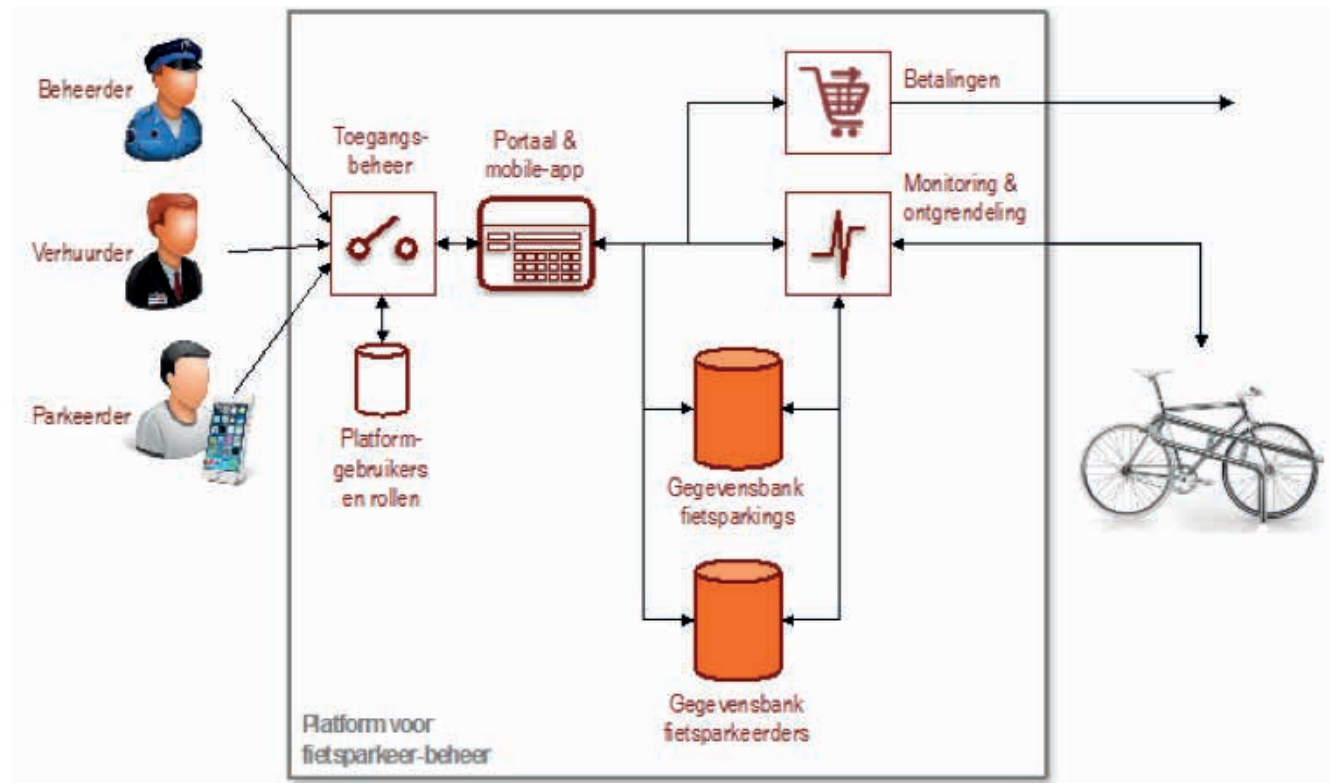 Beheerder
Verhuurder
Parkeerder
Toegangs-
beheer
Portaal &
mobile-app
Platform-
gebruikers
en rollen
Betalingen
Monitoring &
ontgrendeling
Gegevensbank
fietsparkings
Gegevensbank
fietsparkeerders
Platform voor
fietsparkeer-beheer